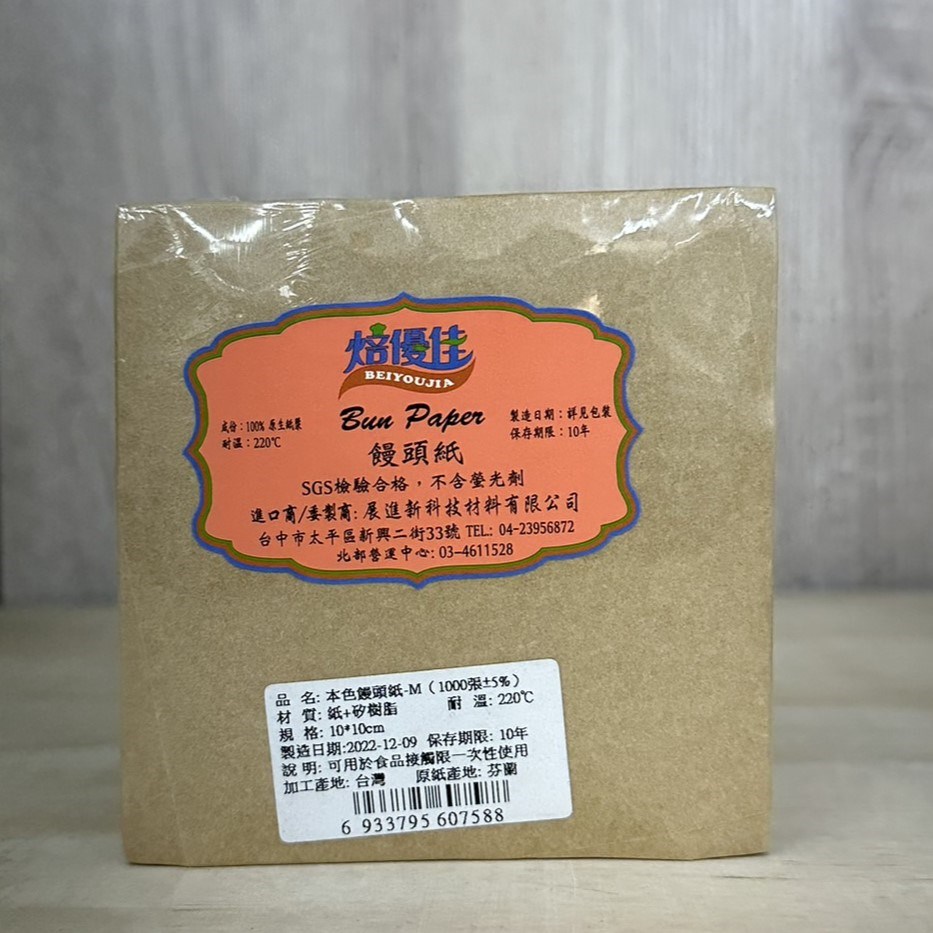 焙優佳
BEIYOUJIA
Bun Paper
成份：100% 原生紙製
耐溫：220℃
製造日期：詳見包裝
保存期限：10年
饅頭紙
SGS檢驗合格，不含螢光劑
進口商/委製商: 展進新科技材料有限公司
台中市太平區新興二街33號 TEL: 04-23956872
北部營運中心: 03-4611528
品 名: 本色饅頭紙-M（1000張±5%）
材 質: 紙+矽樹脂 耐 溫: 220℃
規 格: 10*10cm
製造日期:2022-12-09 保存期限: 10年
說 明: 可用於食品接觸限一次性使用
加工產地: 台灣 原紙產地: 芬蘭
6 933795 607588